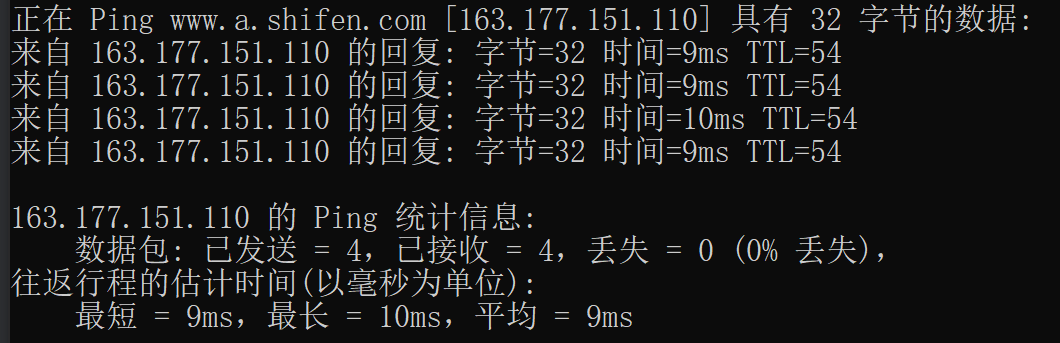 正在 Ping www.a.shifen.com [163.177.151.110] 具有 32 字节的数据:
来自 163.177.151.110 的回复: 字节=32 时间=9ms TTL=54
来自 163.177.151.110 的回复: 字节=32 时间=9ms TTL=54
来自 163.177.151.110 的回复: 字节=32 时间=10ms TTL=54
来自 163.177.151.110 的回复: 字节=32 时间=9ms TTL=54
163.177.151.110 的 Ping 统计信息:
数据包: 已发送 = 4，已接收 = 4，丢失 = 0 (0% 丢失)，
往返行程的估计时间(以毫秒为单位):
最短 = 9ms，最长 = 10ms，平均 = 9ms